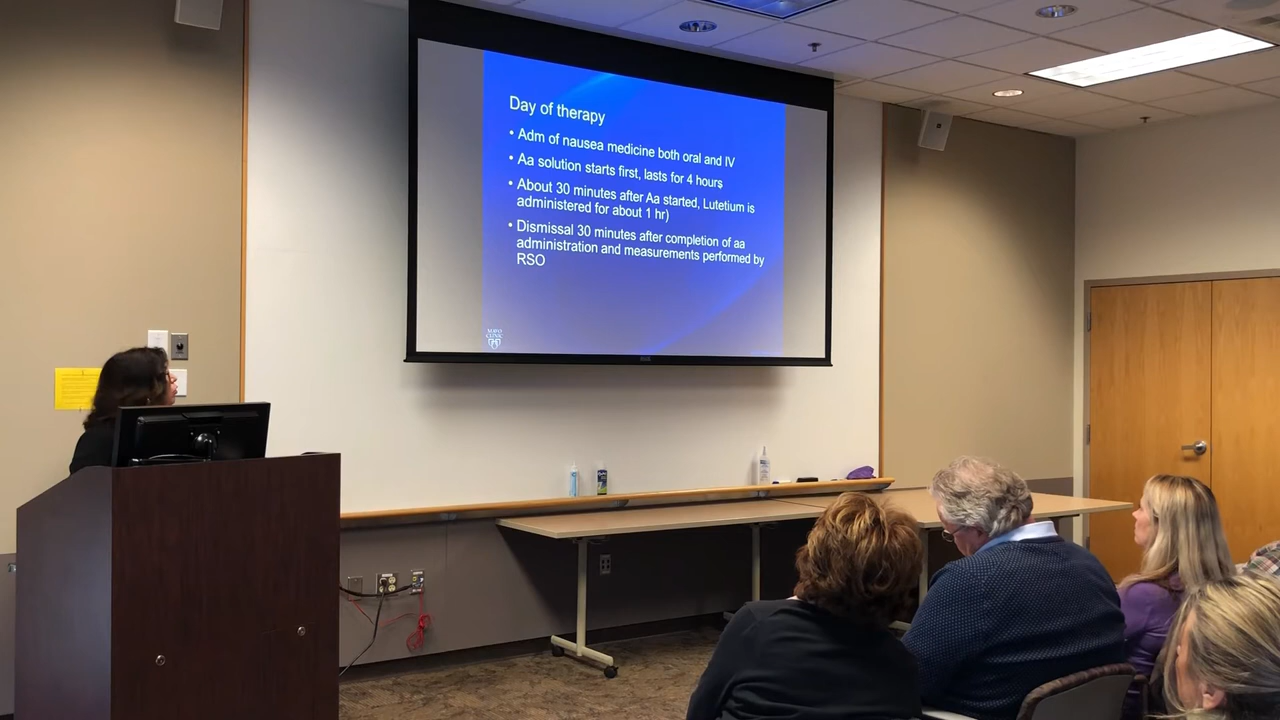 Day of therapy
• Adm of nausea medicine both oral and IV
• Aa solution starts first, lasts for 4 hours
• About 30 minutes after Aa started, Lutetium is
administered for about 1 hr)
• Dismissal 30 minutes after completion of aa
administration and measurements performed by
RSO
MAYO
CLINIC